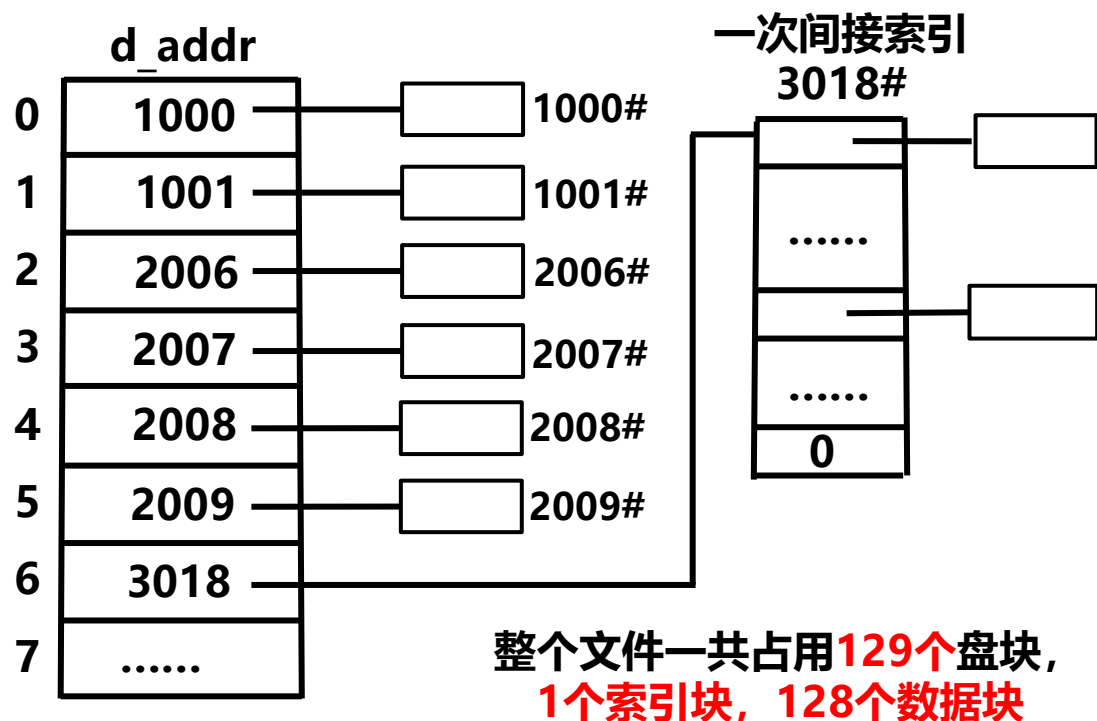 d_addr
0 1000 1000#
1 1001 1001#
2 2006 2006#
3 2007 2007#
4 2008 2008#
5 2009 2009#
6 3018
7 ......
一次间接索引
3018#
......
......
0
整个文件一共占用129个盘块，
1个索引块，128个数据块